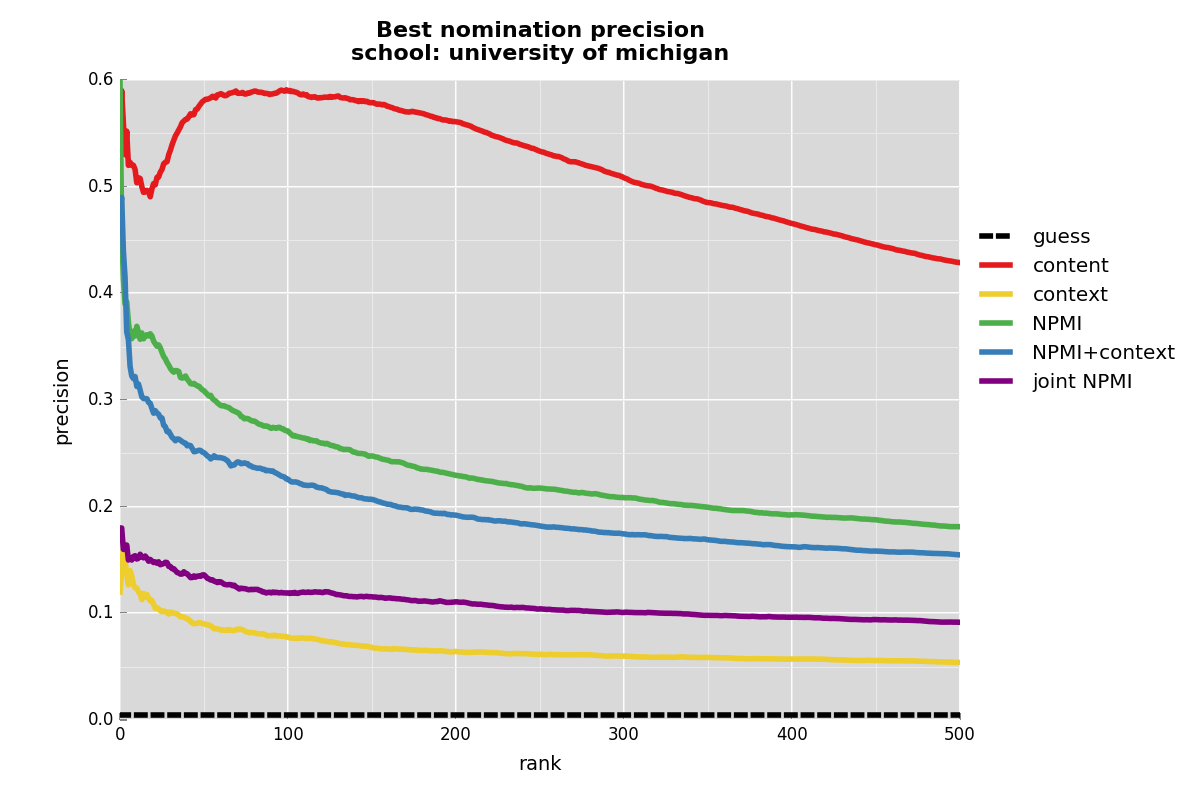 Best nomination precision
school: university of michigan
precision
0.6
0.5
0.4
0.3
0.2
0.1
0.0
0
100
200
300
400
500
rank
guess
content
context
NPMI
NPMI+context
joint NPMI